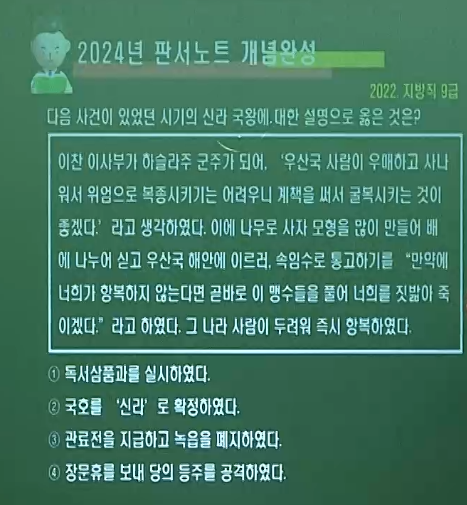 2024년 판서노트 개념완성
2022. 지방직 9급
다음 사건이 있었던 시기의 신라 국왕에 대한 설명으로 옳은 것은?
이찬 이사부가 하슬라주 군주가 되어, ‘우산국 사람이 우매하고 사나
워서 위엄으로 복종시키기는 어려우니 계책을 써서 굴복시키는 것이
좋겠다.’ 라고 생각하였다. 이에 나무로 사자 모형을 많이 만들어 배
에 나누어 싣고 우산국 해안에 이르러, 속임수로 통고하기를 “만약에
너희가 항복하지 않는다면 곧바로 이 맹수들을 풀어 너희를 짓밟아 죽
이겠다.” 라고 하였다. 그 나라 사람이 두려워 즉시 항복하였다.
① 독서삼품과를 실시하였다.
② 국호를 ‘신라’ 로 확정하였다.
③ 관료전을 지급하고 녹읍을 폐지하였다.
④ 장문휴를 보내 당의 등주를 공격하였다.